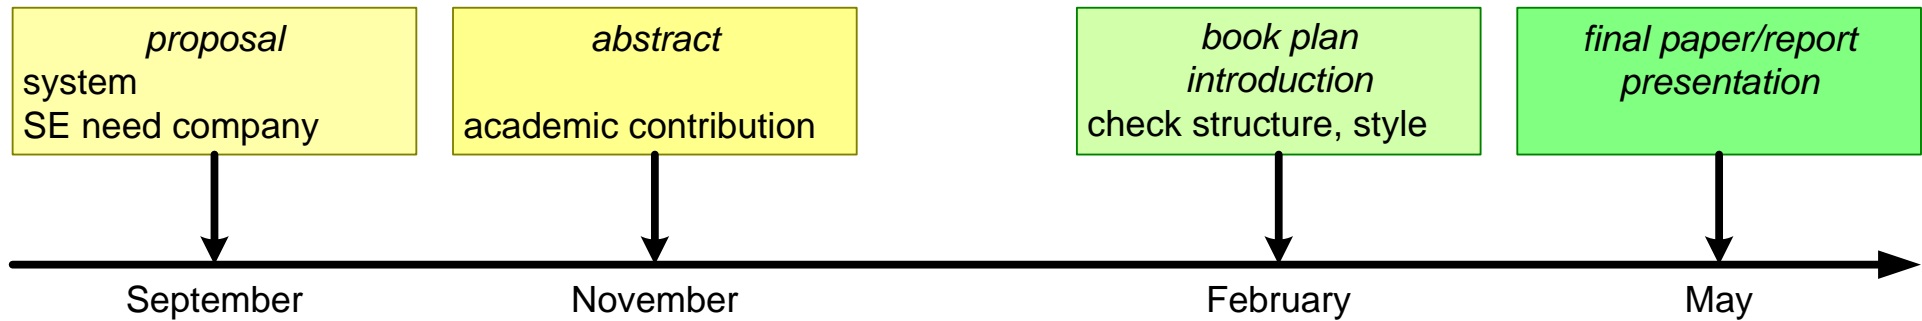 proposal
system
SE need company
abstract
academic contribution
book plan
introduction
check structure, style
final paper/report
presentation
September
November
February
May